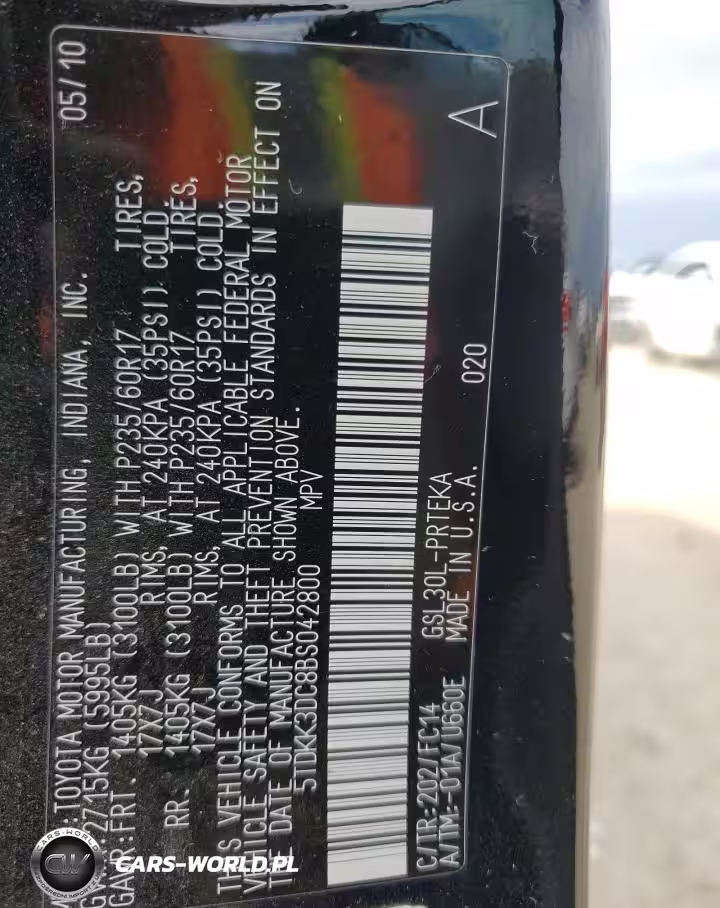 : TOYOTA MOTOR MANUFACTURING, INDIANA, INC. 05/10
2715KG (5995LB)
GAWR:FRT. 1405KG (3100LB) WITH P235/60R17 TIRES,
17X7J RIMS, AT 240KPA (35PSI) COLD.
RR. 1405KG (3100LB) WITH P235/60R17 TIRES,
17X7J RIMS, AT 240KPA (35PSI) COLD.
THIS VEHICLE CONFORMS TO ALL APPLICABLE FEDERAL MOTOR
VEHICLE SAFETY AND THEFT PREVENTION STANDARDS IN EFFECT ON
THE DATE OF MANUFACTURE SHOWN ABOVE.
5TDKK3DC8BS042800 MPV
C/TR:202/FC14 GSL30L-PRTEKA 020 A
A/TM:-01A/U660E MADE IN U.S.A.
CARS-WORLD
CW
CARS-WORLD.PL